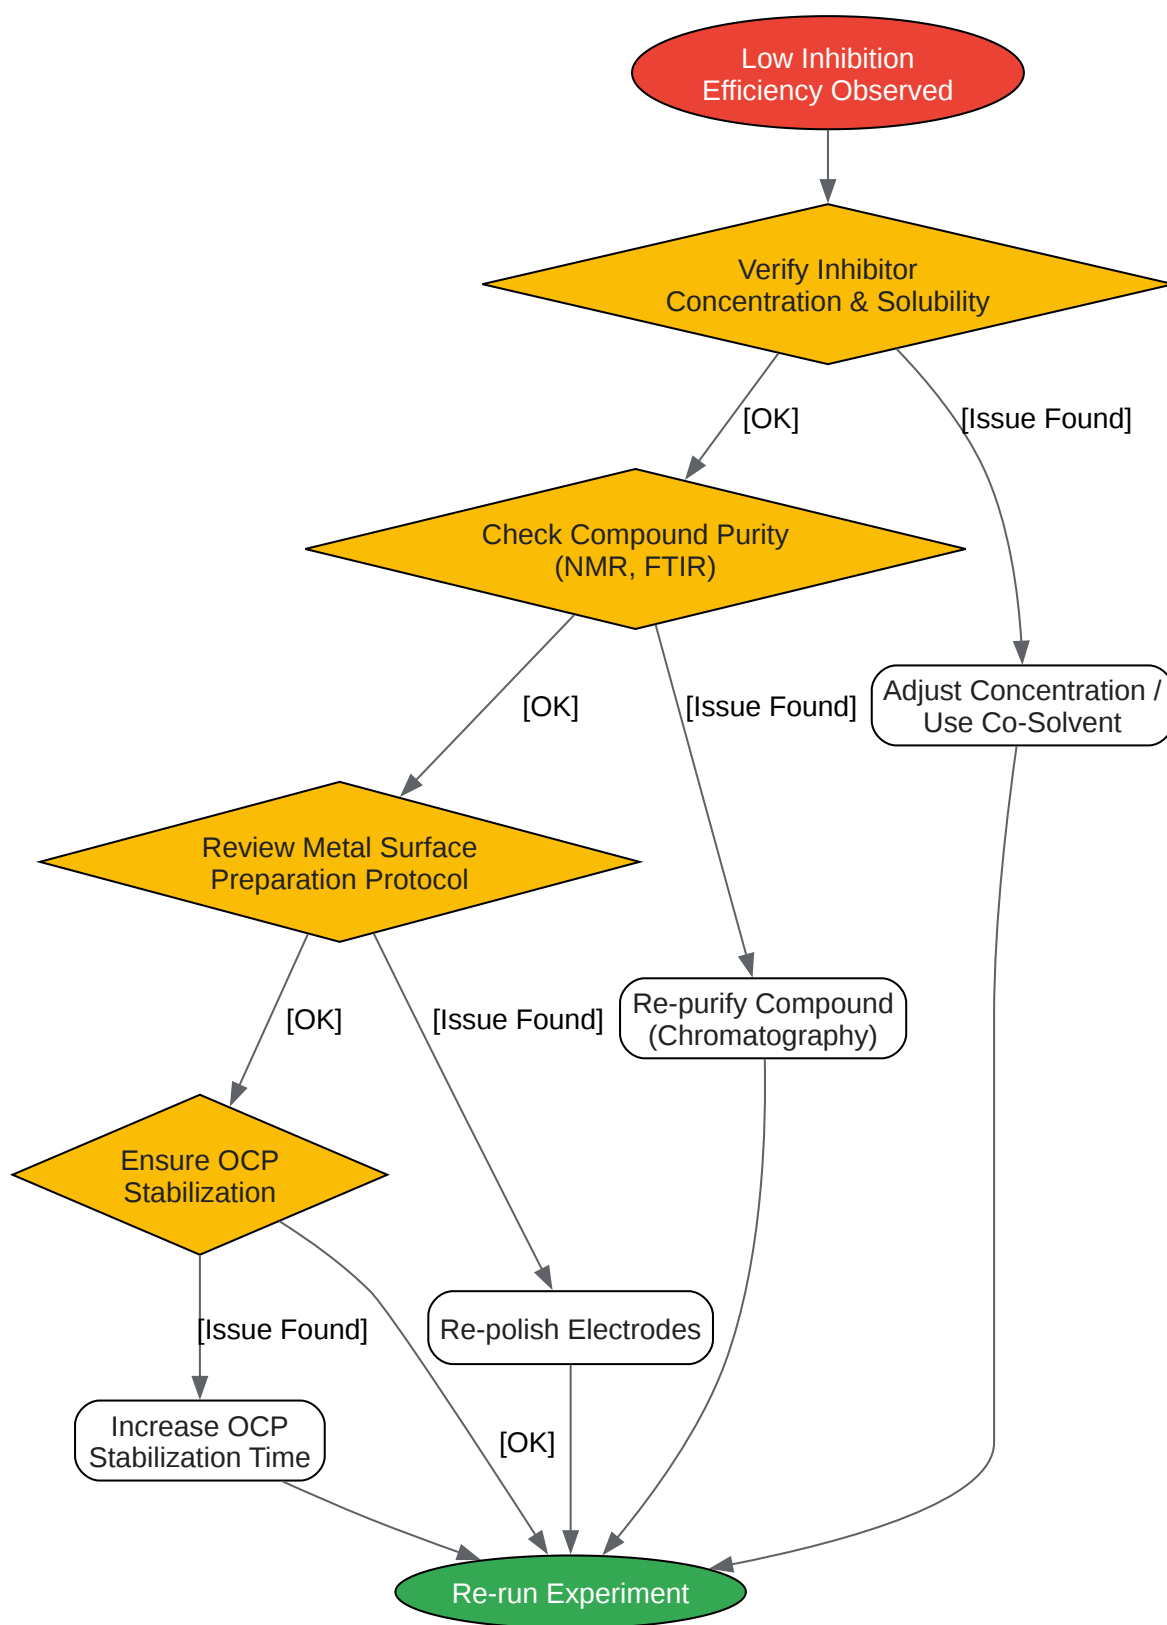 Low Inhibition
Efficiency Observed
Verify Inhibitor
Concentration & Solubility
[OK]
[Issue Found]
Check Compound Purity
(NMR, FTIR)
[OK]
[Issue Found]
Adjust Concentration /
Use Co-Solvent
Review Metal Surface
Preparation Protocol
[OK]
[Issue Found]
Re-purify Compound
(Chromatography)
Ensure OCP
Stabilization
[Issue Found]
Re-polish Electrodes
Increase OCP
Stabilization Time
[OK]
Re-run Experiment